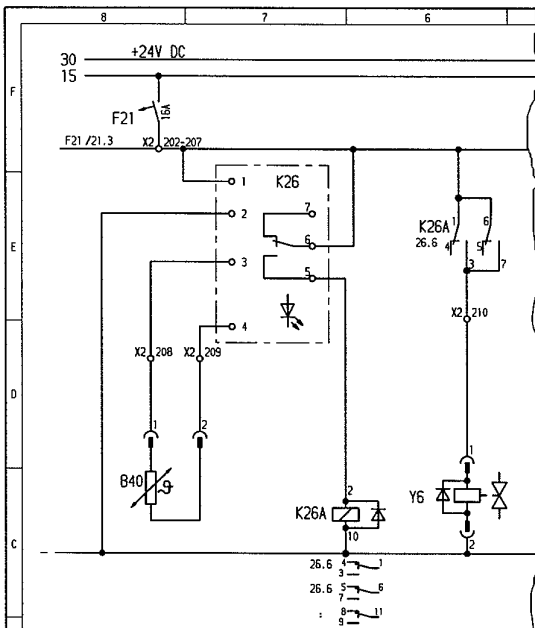 8 7 6
30 +24V DC
15
F
F21 16A
F21 /21.3 X2 202-207
1 K26
2 7
E
6
K26A 1 6
26.6 4 5
3 5 3 7
4
X2 208 X2 209 X2 210
D
1 2
1
B40 ϑ
2 Y6
K26A
C
10 2
26.6 4 1
3
26.6 5 6
7
: 8 11
9